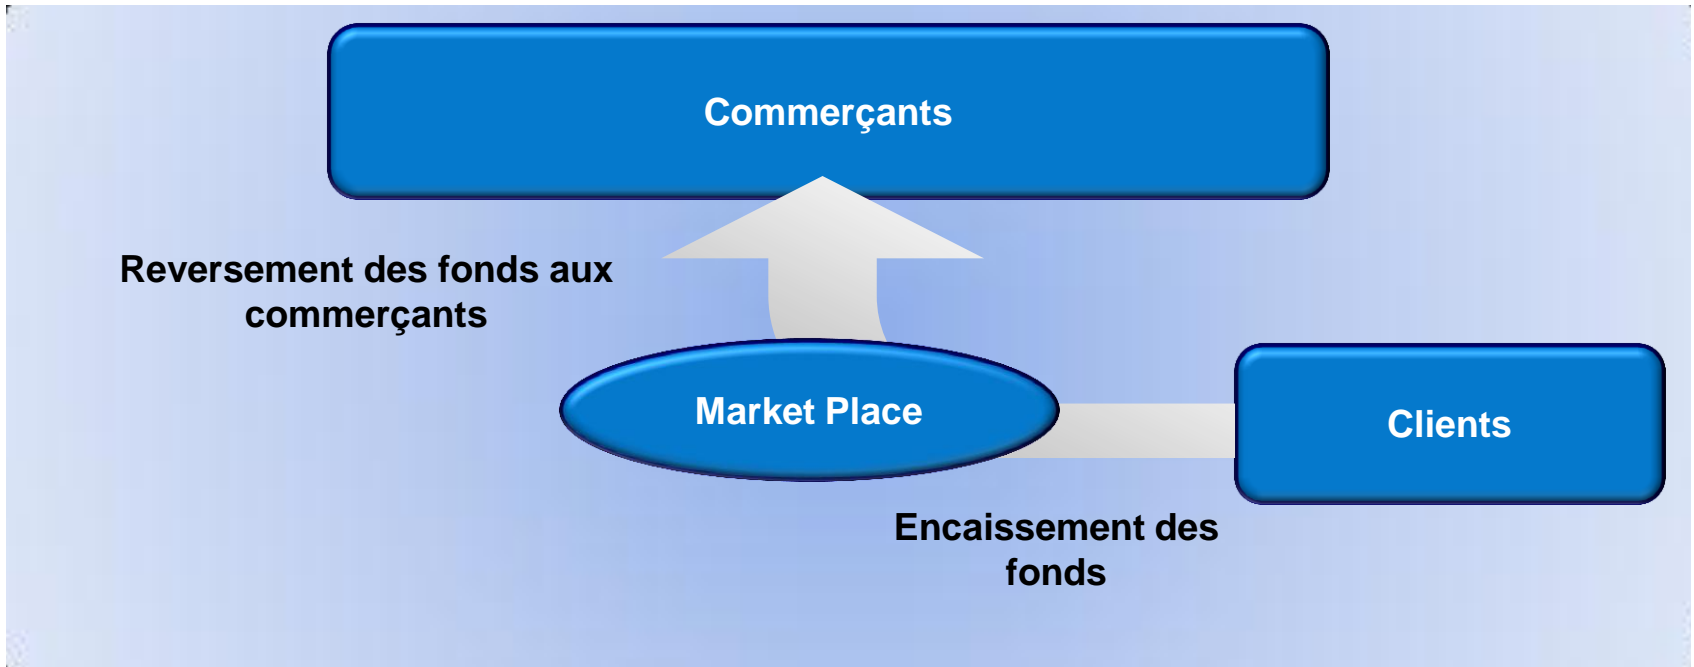 Commerçants
Reversement des fonds aux
commerçants
Market Place
Clients
Encaissement des
fonds